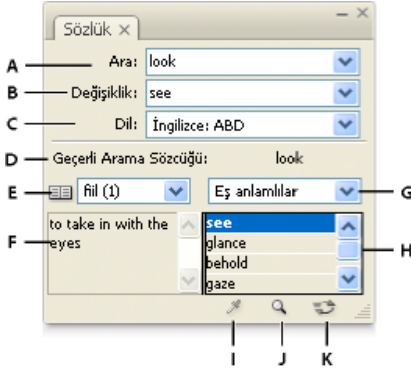 Sözlük
A Ara: look
B Değişiklik: see
C Dil: İngilizce: ABD
D Geçerli Arama Sözcüğü: look
E fiil (1) Eş anlamlılar G
F to take in with the
eyes
see
glance
behold
gaze
H
I J K